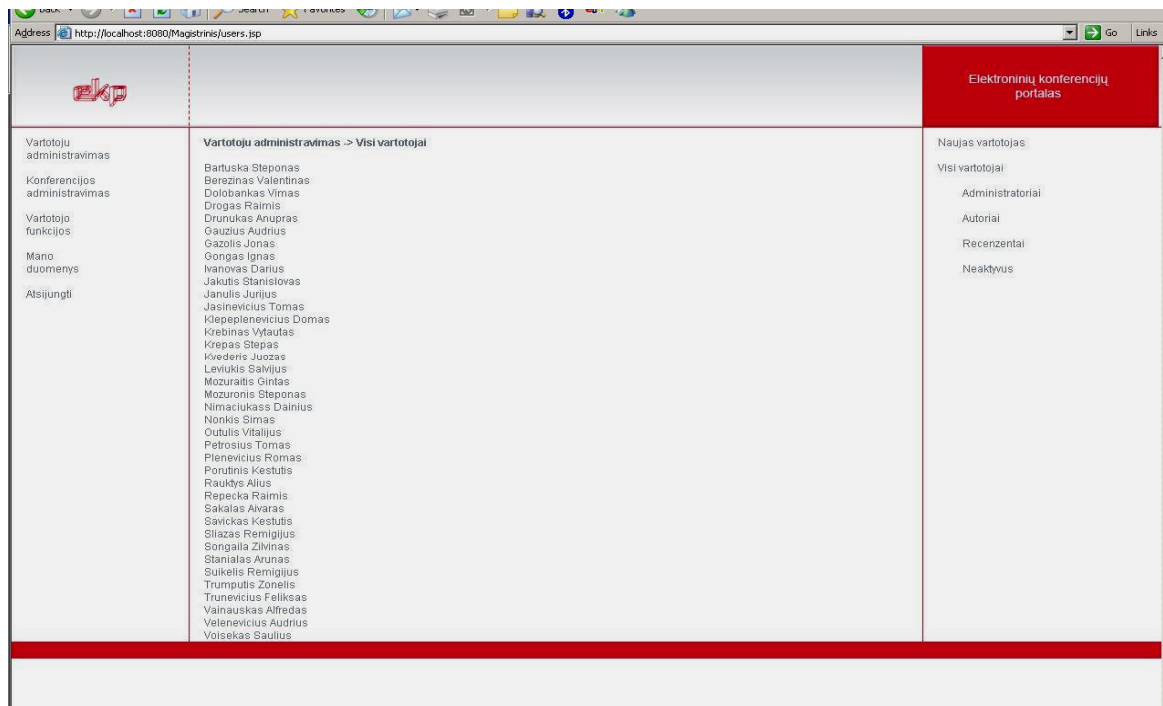 Back
Search
Favorites
Address http://localhost:8080/Magistrinis/users.jsp
Go
Links
ekp
Elektroninių konferencijų
portalas
Vartotoju
administravimas
Konferencijos
administravimas
Vartotojo
funkcijos
Mano
duomenys
Atsijungti
Vartotoju administravimas -> Visi vartotojai
Bartuska Steponas
Berezinas Valentinas
Dolobankas Vimas
Drogas Raimis
Drunukas Anupras
Gauzius Audrius
Gazolis Jonas
Gongas Ignas
Ivanovas Darius
Jakutis Stanislovas
Janulis Jurijus
Jasinevicius Tomas
Klepeplenevicius Domas
Krebinas Vytautas
Krepas Stepas
Kvederis Juozas
Leviukis Salvijus
Mozuraitis Gintas
Mozuronis Steponas
Nimaciukass Dainius
Nonkis Simas
Outulis Vitalijus
Petrosius Tomas
Plenevicius Romas
Porutinis Kestutis
Rauktys Alius
Repecka Raimis
Sakalas Aivaras
Savickas Kestutis
Sliazas Remigijus
Songaila Zilvinas
Stanialas Arunas
Suikelis Remigijus
Trumputis Zonelis
Trunevicius Feliksas
Vainauskas Alfredas
Velenevicius Audrius
Voisekas Saulius
Naujas vartotojas
Visi vartotojai
Administratoriai
Autoriai
Recenzentai
Neaktyvus